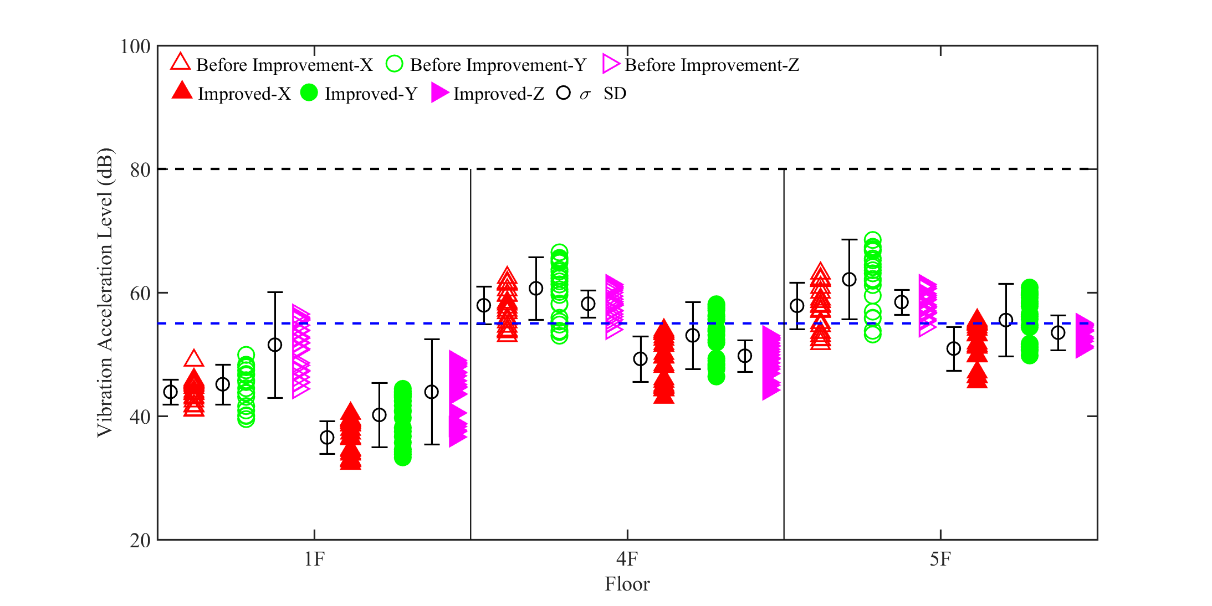 100
Before Improvement-X Before Improvement-Y Before Improvement-Z
Improved-X Improved-Y Improved-Z σ SD
80
60
40
20
Vibration Acceleration Level (dB)
1F 4F 5F
Floor